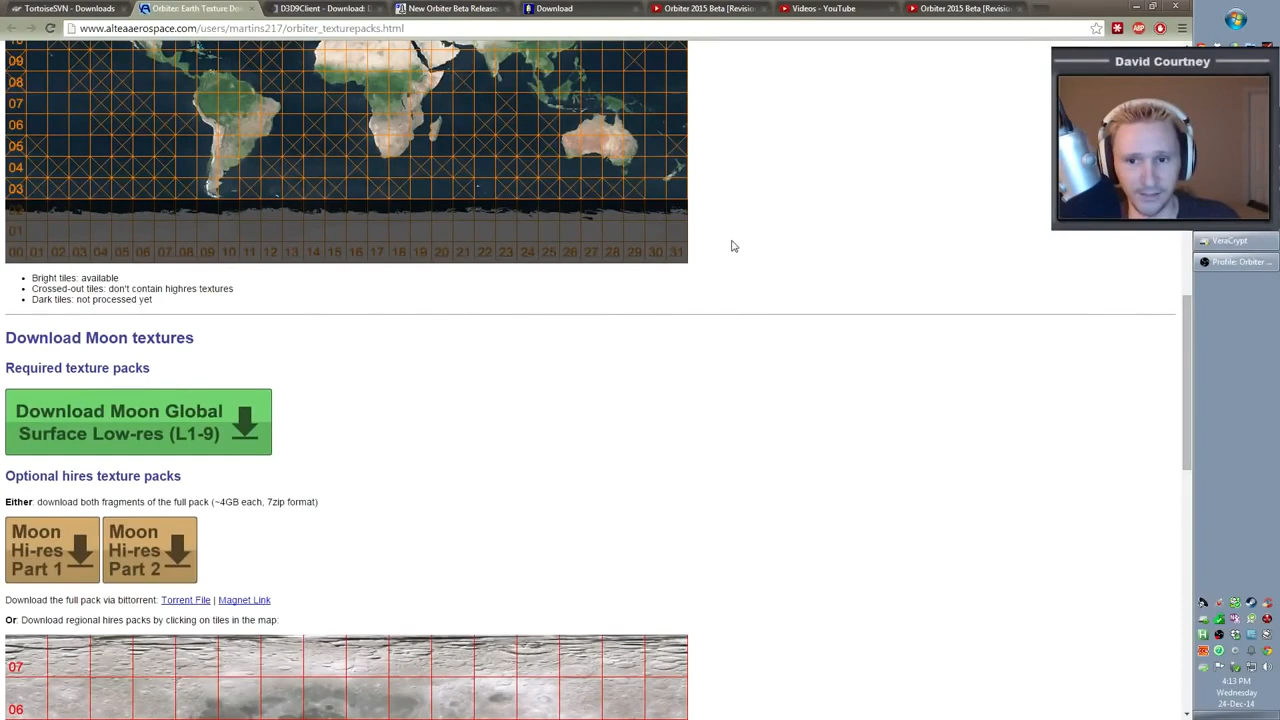 TortoiseSVN - Downloads
Orbiter: Earth Texture Do
D3D9Client - Download: D
New Orbiter Beta Release
Download
Orbiter 2015 Beta [Revision
Videos - YouTube
Orbiter 2015 Beta [Revision
www.alteaaerospace.com/users/martins217/orbiter_texturepacks.html
David Courtney
09
08
07
06
05
04
03
01
00 01 02 03 04 05 06 07 08 09 10 11 12 13 14 15 16 17 18 19 20 21 22 23 24 25 26 27 28 29 30 31
VeraCrypt
Profile: Orbiter ...
Bright tiles: available
Crossed-out tiles: don't contain highres textures
Dark tiles: not processed yet
Download Moon textures
Required texture packs
Download Moon Global
Surface Low-res (L1-9)
Optional hires texture packs
Either: download both fragments of the full pack (~4GB each, 7zip format)
Moon Hi-res Part 1
Moon Hi-res Part 2
Download the full pack via bittorrent: Torrent File | Magnet Link
Or: Download regional hires packs by clicking on tiles in the map:
07
06
4:13 PM
Wednesday
24-Dec-14